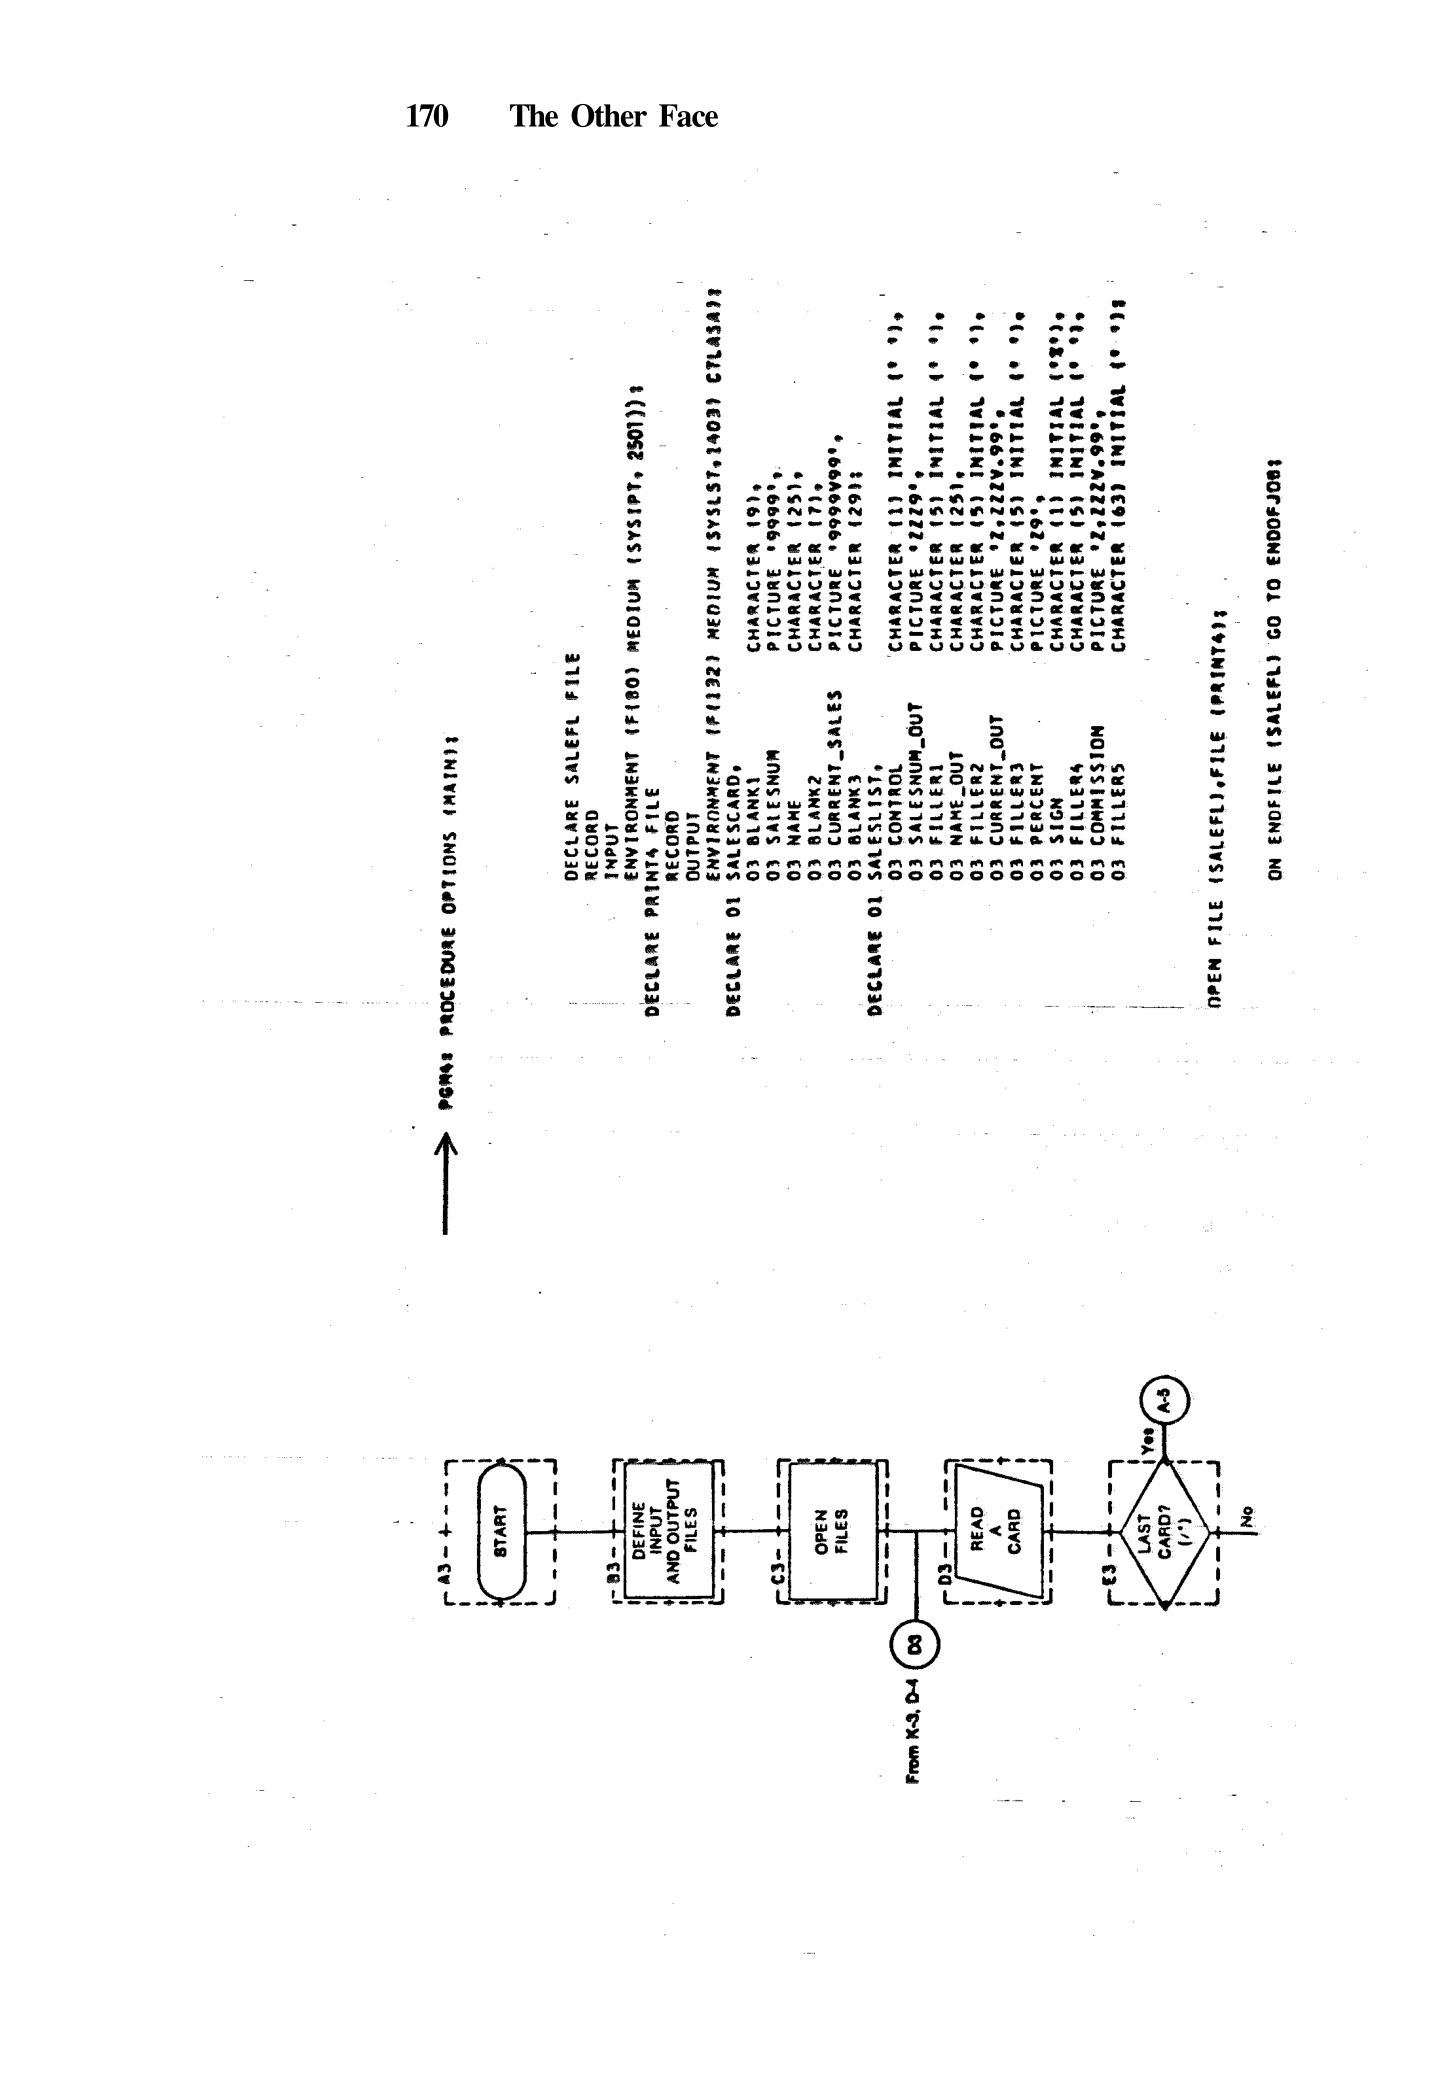 170 The Other Face
A3
START
B3
DEFINE
INPUT
AND OUTPUT
FILES
C3
OPEN
FILES
From K-3, D-4
D3
D3
READ
A
CARD
E3
LAST
CARD?
(/*)
Yes
A-5
No
PGM4: PROCEDURE OPTIONS (MAIN);
DECLARE SALEFL FILE
RECORD
INPUT
ENVIRONMENT (F(80) MEDIUM (SYSIPT, 2501));
DECLARE PRINT4 FILE
RECORD
OUTPUT
ENVIRONMENT (F(132) MEDIUM (SYSLST,1403) CTLASA);
DECLARE 01 SALESCARD,
03 BLANK1 CHARACTER (9),
03 SALESNUM PICTURE '9999',
03 NAME CHARACTER (25),
03 BLANK2 CHARACTER (7),
03 CURRENT_SALES PICTURE '9999V99',
03 BLANK3 CHARACTER (29);
DECLARE 01 SALESLIST,
03 CONTROL CHARACTER (1) INITIAL (' '),
03 SALESNUM_OUT PICTURE 'ZZZ9',
03 FILLER1 CHARACTER (5) INITIAL (' '),
03 NAME_OUT CHARACTER (25),
03 FILLER2 CHARACTER (5) INITIAL (' '),
03 CURRENT_OUT PICTURE 'Z,ZZZV.99',
03 FILLER3 CHARACTER (5) INITIAL (' '),
03 PERCENT PICTURE 'Z9',
03 SIGN CHARACTER (1) INITIAL ('%'),
03 FILLER4 CHARACTER (5) INITIAL (' '),
03 COMMISSION PICTURE 'Z,ZZZV.99',
03 FILLER5 CHARACTER (63) INITIAL (' ');
OPEN FILE (SALEFL),FILE (PRINT4);
ON ENDFILE (SALEFL) GO TO ENDOFJOB;